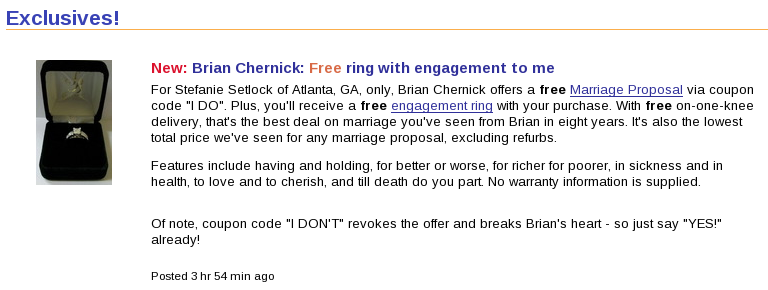 Exclusives!
New: Brian Chernick: Free ring with engagement to me
For Stefanie Setlock of Atlanta, GA, only, Brian Chernick offers a free Marriage Proposal via coupon
code "I DO". Plus, you'll receive a free engagement ring with your purchase. With free on-one-knee
delivery, that's the best deal on marriage you've seen from Brian in eight years. It's also the lowest
total price we've seen for any marriage proposal, excluding refurbs.
Features include having and holding, for better or worse, for richer for poorer, in sickness and in
health, to love and to cherish, and till death do you part. No warranty information is supplied.
Of note, coupon code "I DON'T" revokes the offer and breaks Brian's heart - so just say "YES!"
already!
Posted 3 hr 54 min ago